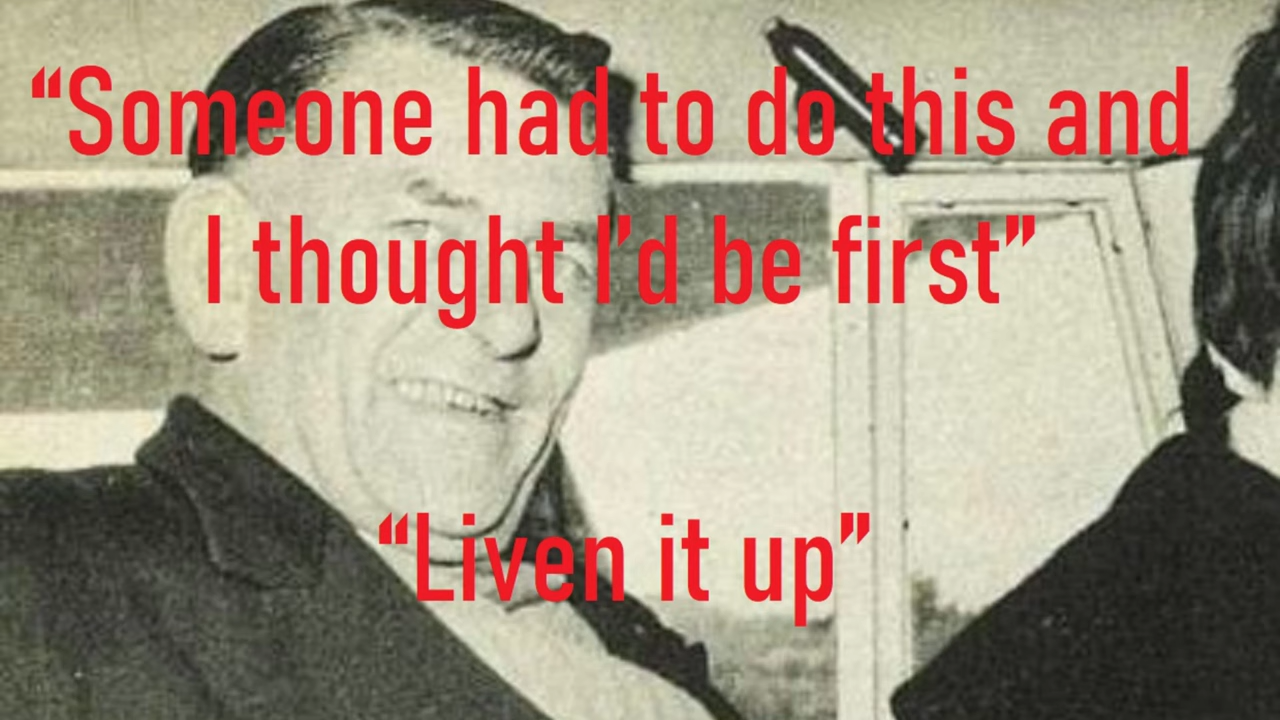 “Someone had to do this and
I thought I’d be first”
“Liven it up”